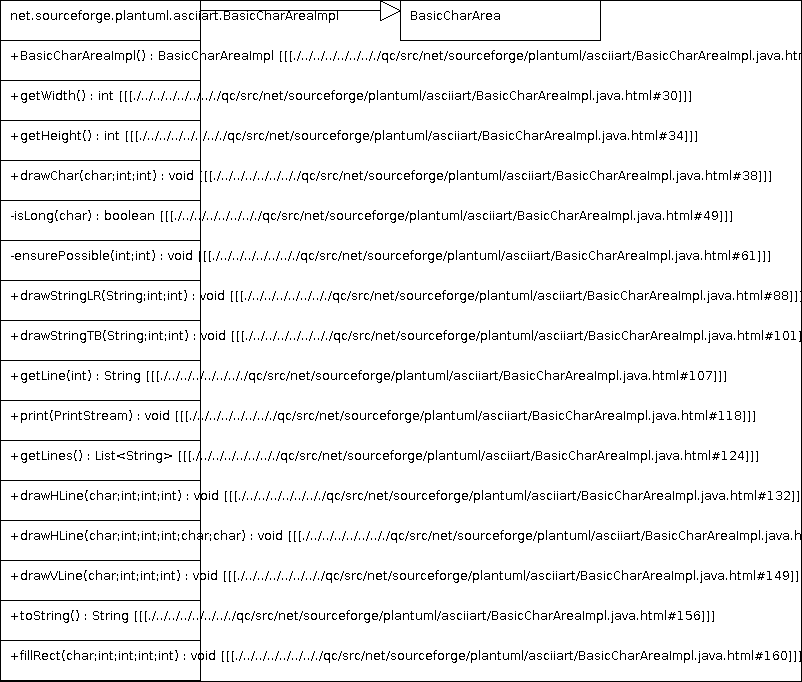 net.sourceforge.plantuml.asciiart.BasicCharAreaImpl
BasicCharArea
+BasicCharAreaImpl() : BasicCharAreaImpl [[[./../../../../../../qc/src/net/sourceforge/plantuml/asciiart/BasicCharAreaImpl.java.htm
+getWidth() : int [[[./../../../../../../qc/src/net/sourceforge/plantuml/asciiart/BasicCharAreaImpl.java.html#30]]]
+getHeight() : int [[[./../../../../../../qc/src/net/sourceforge/plantuml/asciiart/BasicCharAreaImpl.java.html#34]]]
+drawChar(char;int;int) : void [[[./../../../../../../qc/src/net/sourceforge/plantuml/asciiart/BasicCharAreaImpl.java.html#38]]]
-isLong(char) : boolean [[[./../../../../../../qc/src/net/sourceforge/plantuml/asciiart/BasicCharAreaImpl.java.html#49]]]
-ensurePossible(int;int) : void [[[./../../../../../../qc/src/net/sourceforge/plantuml/asciiart/BasicCharAreaImpl.java.html#61]]]
+drawStringLR(String;int;int) : void [[[./../../../../../../qc/src/net/sourceforge/plantuml/asciiart/BasicCharAreaImpl.java.html#88]]]
+drawStringTB(String;int;int) : void [[[./../../../../../../qc/src/net/sourceforge/plantuml/asciiart/BasicCharAreaImpl.java.html#101]
+getLine(int) : String [[[./../../../../../../qc/src/net/sourceforge/plantuml/asciiart/BasicCharAreaImpl.java.html#107]]]
+print(PrintStream) : void [[[./../../../../../../qc/src/net/sourceforge/plantuml/asciiart/BasicCharAreaImpl.java.html#118]]]
+getLines() : List<String> [[[./../../../../../../qc/src/net/sourceforge/plantuml/asciiart/BasicCharAreaImpl.java.html#124]]]
+drawHLine(char;int;int;int) : void [[[./../../../../../../qc/src/net/sourceforge/plantuml/asciiart/BasicCharAreaImpl.java.html#132]]
+drawHLine(char;int;int;int;char;char) : void [[[./../../../../../../qc/src/net/sourceforge/plantuml/asciiart/BasicCharAreaImpl.java.h
+drawVLine(char;int;int;int) : void [[[./../../../../../../qc/src/net/sourceforge/plantuml/asciiart/BasicCharAreaImpl.java.html#149]]
+toString() : String [[[./../../../../../../qc/src/net/sourceforge/plantuml/asciiart/BasicCharAreaImpl.java.html#156]]]
+fillRect(char;int;int;int;int) : void [[[./../../../../../../qc/src/net/sourceforge/plantuml/asciiart/BasicCharAreaImpl.java.html#160]]]